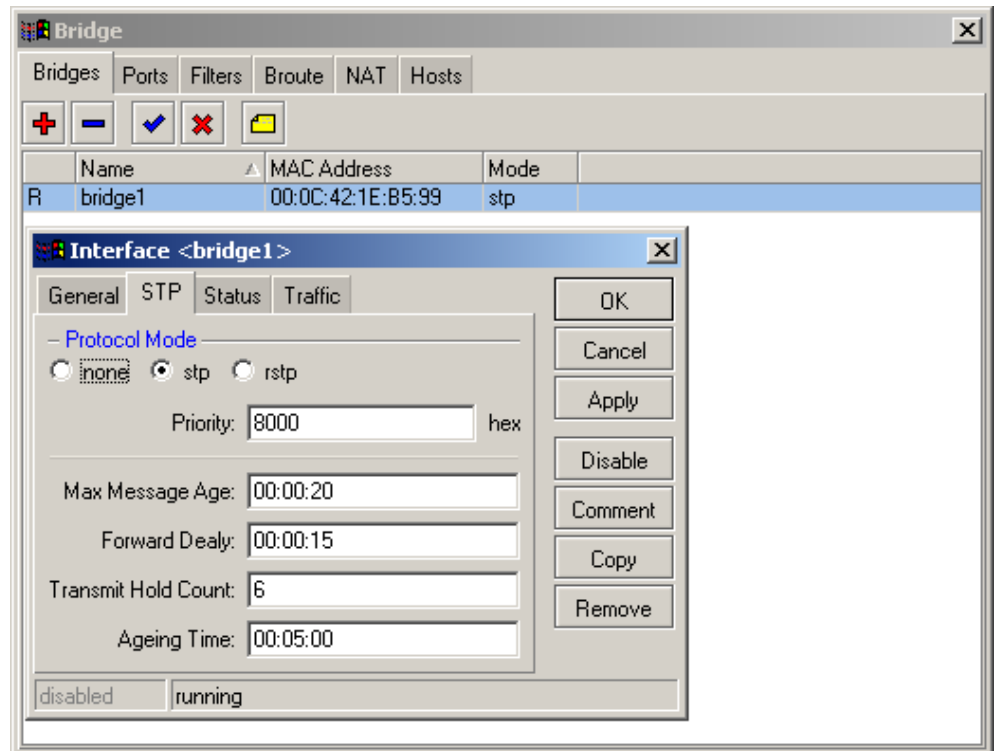 Bridge
Bridges Ports Filters Broute NAT Hosts
Name MAC Address Mode
R bridge1 00:0C:42:1E:B5:99 stp
Interface <bridge1>
General STP Status Traffic
OK
Protocol Mode
Cancel
none stp rstp
Apply
Priority: 8000 hex
Disable
Max Message Age: 00:00:20
Comment
Forward Dealy: 00:00:15
Copy
Transmit Hold Count: 6
Remove
Ageing Time: 00:05:00
disabled running